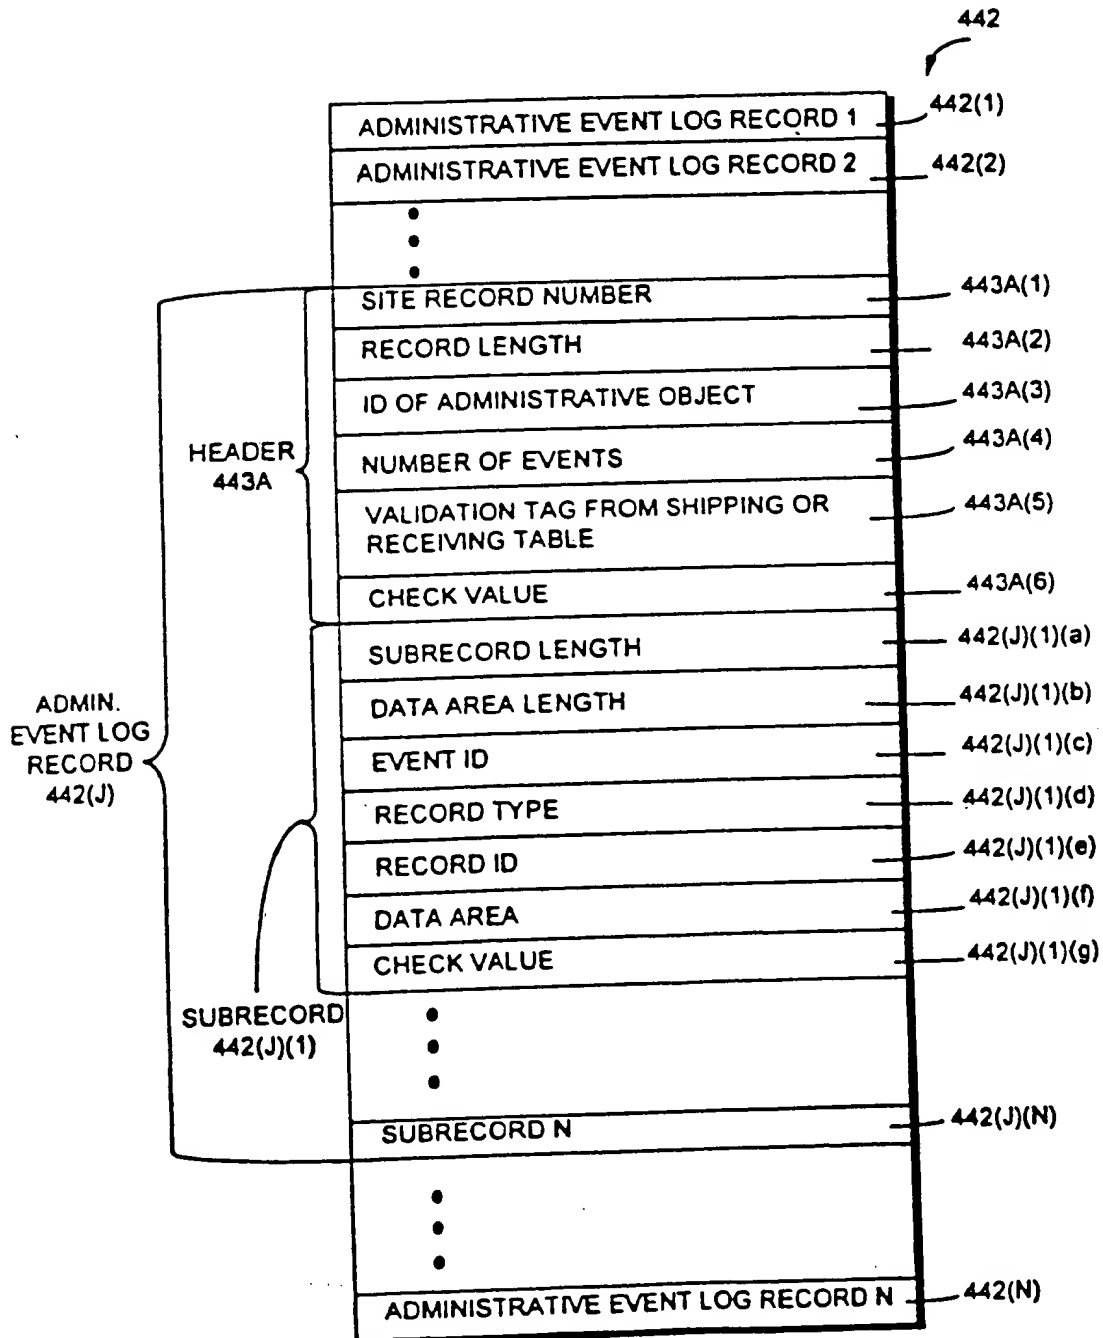 442
ADMINISTRATIVE EVENT LOG RECORD 1 442(1)
ADMINISTRATIVE EVENT LOG RECORD 2 442(2)
SITE RECORD NUMBER 443A(1)
RECORD LENGTH 443A(2)
ID OF ADMINISTRATIVE OBJECT 443A(3)
HEADER
443A
NUMBER OF EVENTS 443A(4)
VALIDATION TAG FROM SHIPPING OR
RECEIVING TABLE
443A(5)
CHECK VALUE 443A(6)
SUBRECORD LENGTH 442(J)(1)(a)
DATA AREA LENGTH 442(J)(1)(b)
ADMIN.
EVENT LOG
RECORD
442(J)
EVENT ID 442(J)(1)(c)
RECORD TYPE 442(J)(1)(d)
RECORD ID 442(J)(1)(e)
DATA AREA 442(J)(1)(f)
CHECK VALUE 442(J)(1)(g)
SUBRECORD
442(J)(1)
SUBRECORD N 442(J)(N)
ADMINISTRATIVE EVENT LOG RECORD N 442(N)